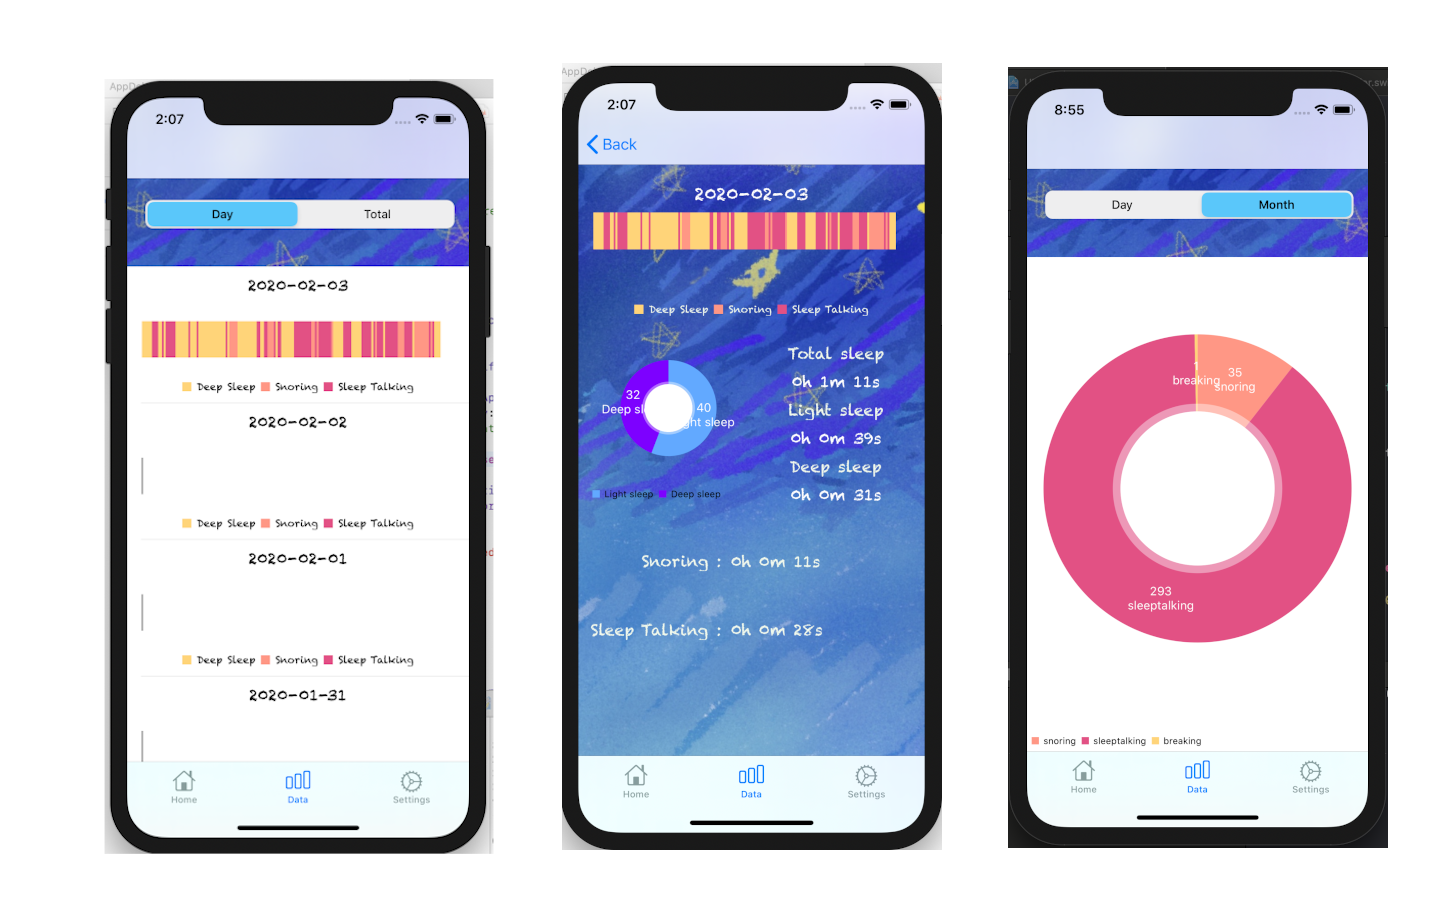 AppD
2:07
Day
Total
2020-02-03
Deep Sleep
Snoring
Sleep Talking
2020-02-02
Deep Sleep
Snoring
Sleep Talking
2020-02-01
Deep Sleep
Snoring
Sleep Talking
2020-01-31
Home
Data
Settings
AppD
2:07
Back
2020-02-03
Deep Sleep
Snoring
Sleep Talking
32
Deep sl
40
ght sleep
Light sleep
Deep sleep
Total sleep
0h 1m 11s
Light sleep
0h 0m 39s
Deep sleep
0h 0m 31s
Snoring : 0h 0m 11s
Sleep Talking : 0h 0m 28s
Home
Data
Settings
8:55
Day
Month
1
breaking
35
snoring
293
sleeptalking
snoring
sleeptalking
breaking
Home
Data
Settings